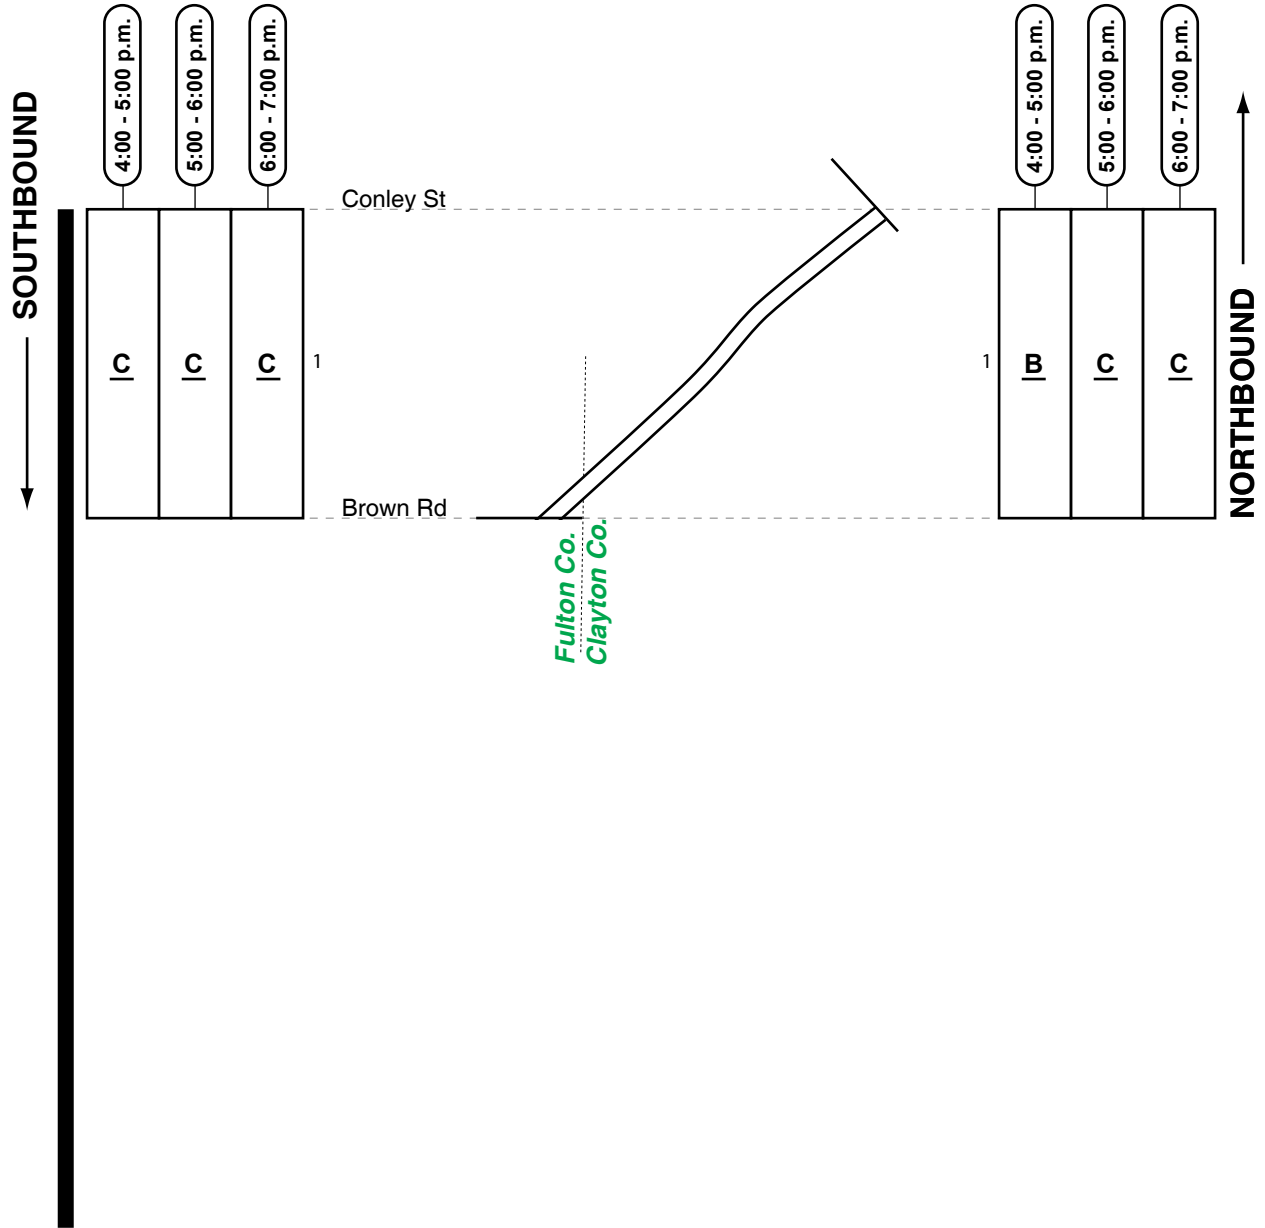 SOUTHBOUND
4:00 - 5:00 p.m.
5:00 - 6:00 p.m.
6:00 - 7:00 p.m.
4:00 - 5:00 p.m.
5:00 - 6:00 p.m.
6:00 - 7:00 p.m.
NORTHBOUND
Conley St
C C C 1
1 B C C
Brown Rd
Fulton Co.
Clayton Co.